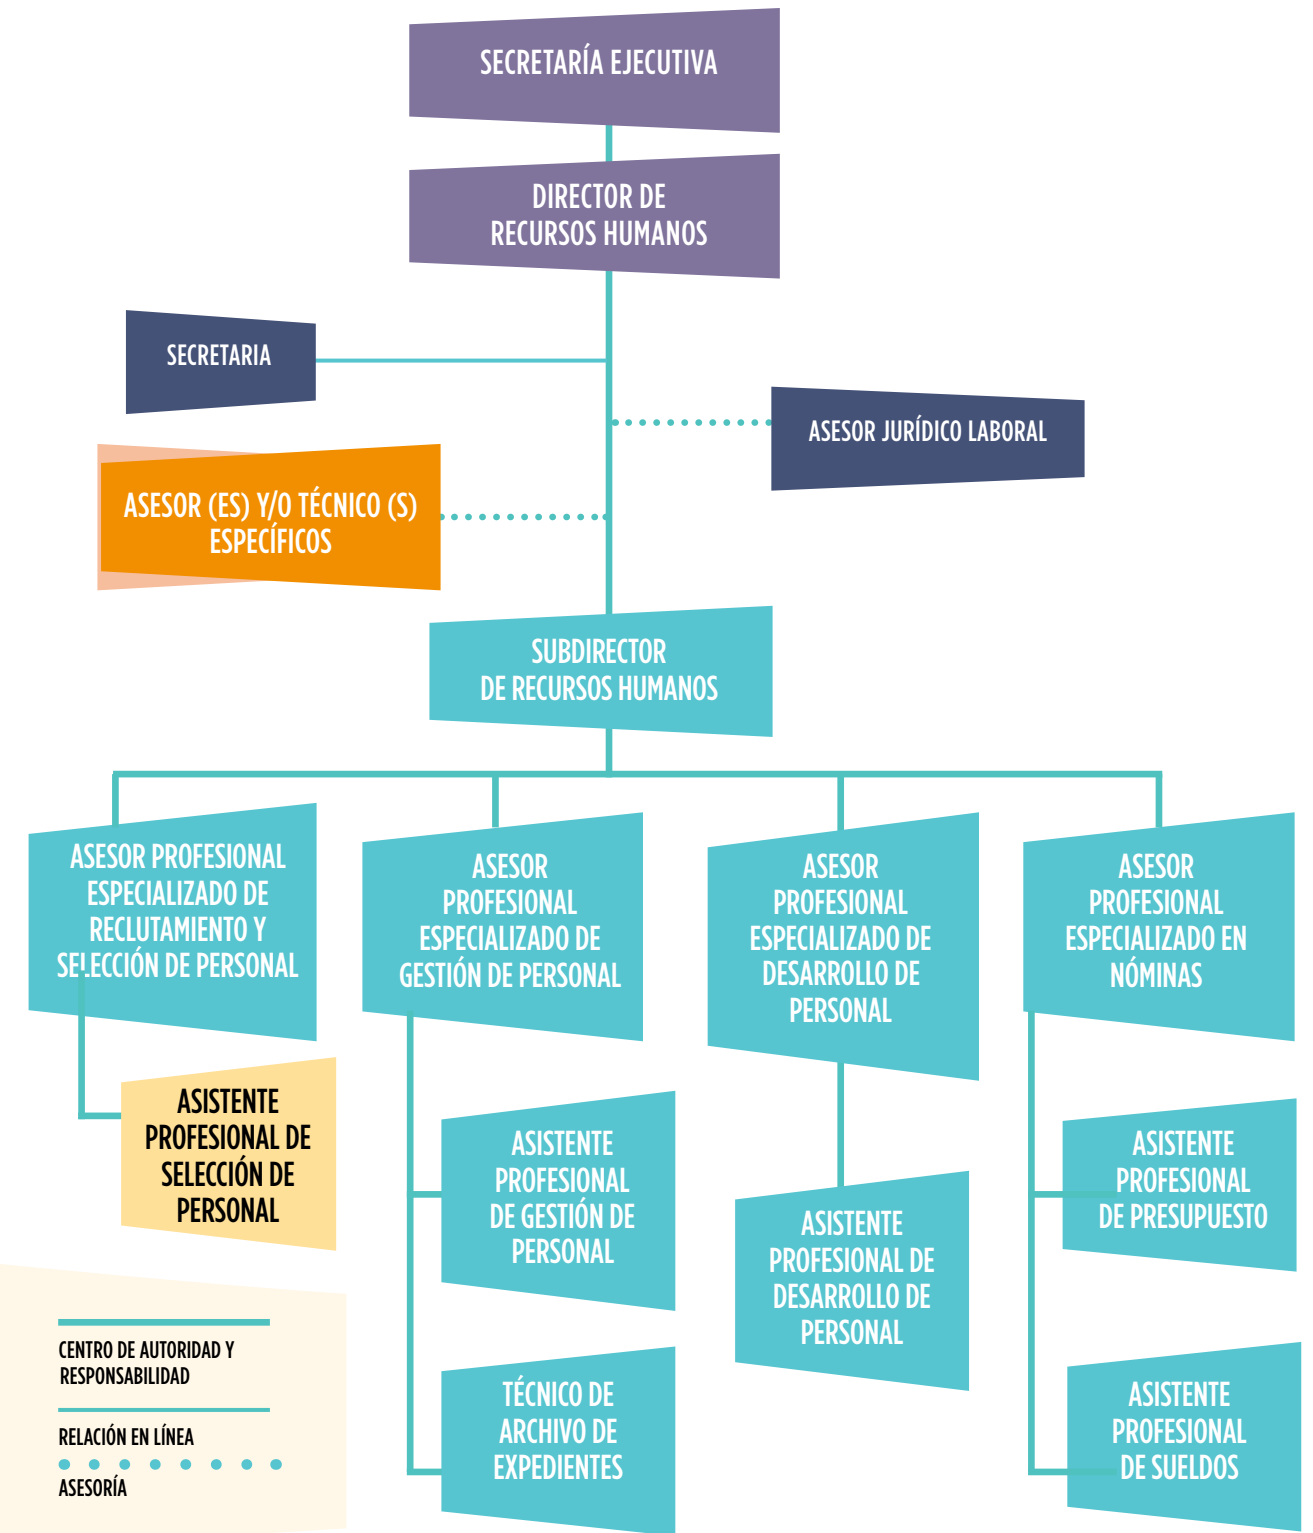 SECRETARÍA EJECUTIVA
DIRECTOR DE
RECURSOS HUMANOS
SECRETARIA
ASESOR JURÍDICO LABORAL
ASESOR (ES) Y/O TÉCNICO (S)
ESPECÍFICOS
SUBDIRECTOR
DE RECURSOS HUMANOS
ASESOR PROFESIONAL
ESPECIALIZADO DE
RECLUTAMIENTO Y
SELECCIÓN DE PERSONAL
ASESOR
PROFESIONAL
ESPECIALIZADO DE
GESTIÓN DE PERSONAL
ASESOR
PROFESIONAL
ESPECIALIZADO DE
DESARROLLO DE
PERSONAL
ASESOR
PROFESIONAL
ESPECIALIZADO EN
NÓMINAS
ASISTENTE
PROFESIONAL DE
SELECCIÓN DE
PERSONAL
ASISTENTE
PROFESIONAL
DE GESTIÓN DE
PERSONAL
ASISTENTE
PROFESIONAL DE
DESARROLLO DE
PERSONAL
ASISTENTE
PROFESIONAL
DE PRESUPUESTO
TÉCNICO DE
ARCHIVO DE
EXPEDIENTES
ASISTENTE
PROFESIONAL
DE SUELDOS
CENTRO DE AUTORIDAD Y
RESPONSABILIDAD
RELACIÓN EN LÍNEA
ASESORÍA